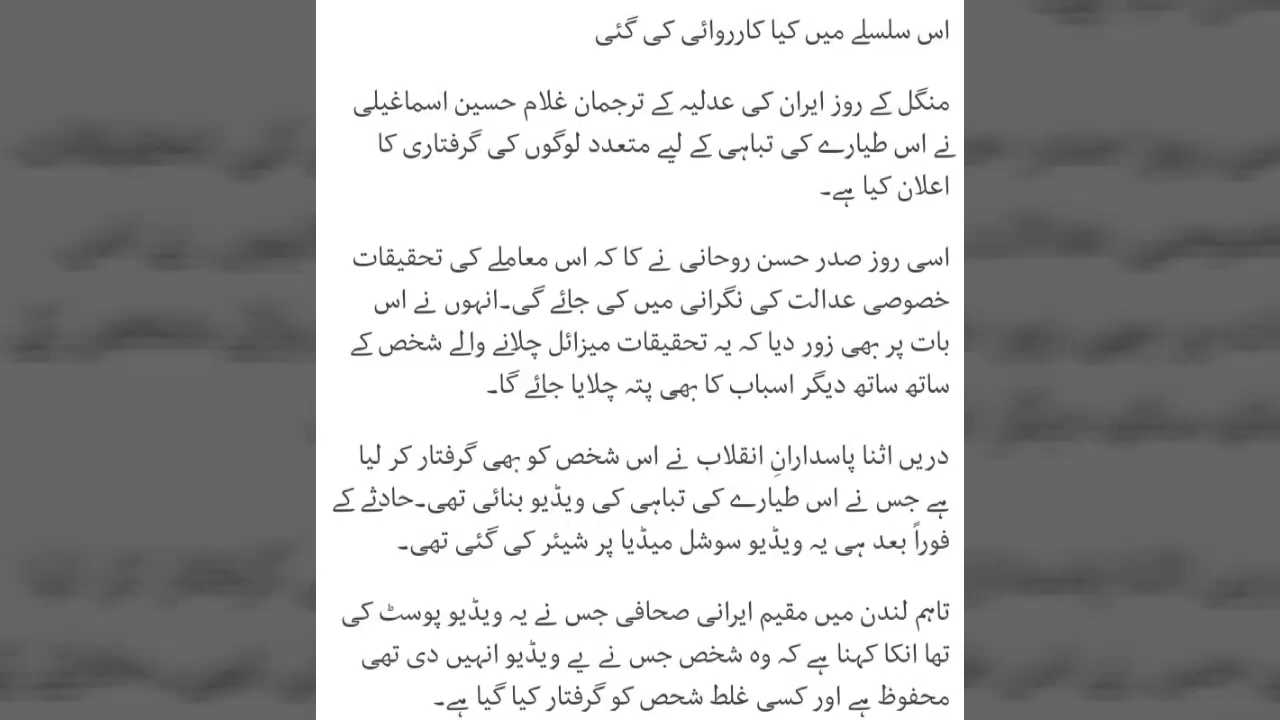 اس سلسلے میں کیا کارروائی کی گئی
منگل کے روز ایران کی عدلیہ کے ترجمان غلام حسین اسماغیلی
نے اس طیارے کی تباہی کے لیے متعدد لوگوں کی گرفتاری کا
اعلان کیا ہے۔
اسی روز صدر حسن روحانی نے کا کہ اس معاملے کی تحقیقات
خصوصی عدالت کی نگرانی میں کی جائے گی۔انہوں نے اس
بات پر بھی زور دیا کہ یہ تحقیقات میزائل چلانے والے شخص کے
ساتھ ساتھ دیگر اسباب کا بھی پتہ چلایا جائے گا۔
دریں اثنا پاسدارانِ انقلاب نے اس شخص کو بھی گرفتار کر لیا
ہے جس نے اس طیارے کی تباہی کی ویڈیو بنائی تھی۔حادثے کے
فوراً بعد ہی یہ ویڈیو سوشل میڈیا پر شیئر کی گئی تھی۔
تاہم لندن میں مقیم ایرانی صحافی جس نے یہ ویڈیو پوسٹ کی
تھا انکا کہنا ہے کہ وہ شخص جس نے یے ویڈیو انہیں دی تھی
محفوظ ہے اور کسی غلط شحص کو گرفتار کیا گیا ہے۔